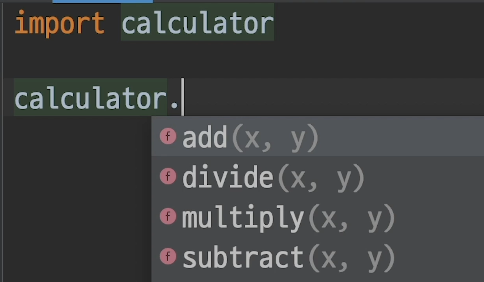 import calculator
calculator.
f add(x, y)
f divide(x, y)
f multiply(x, y)
f subtract(x, y)